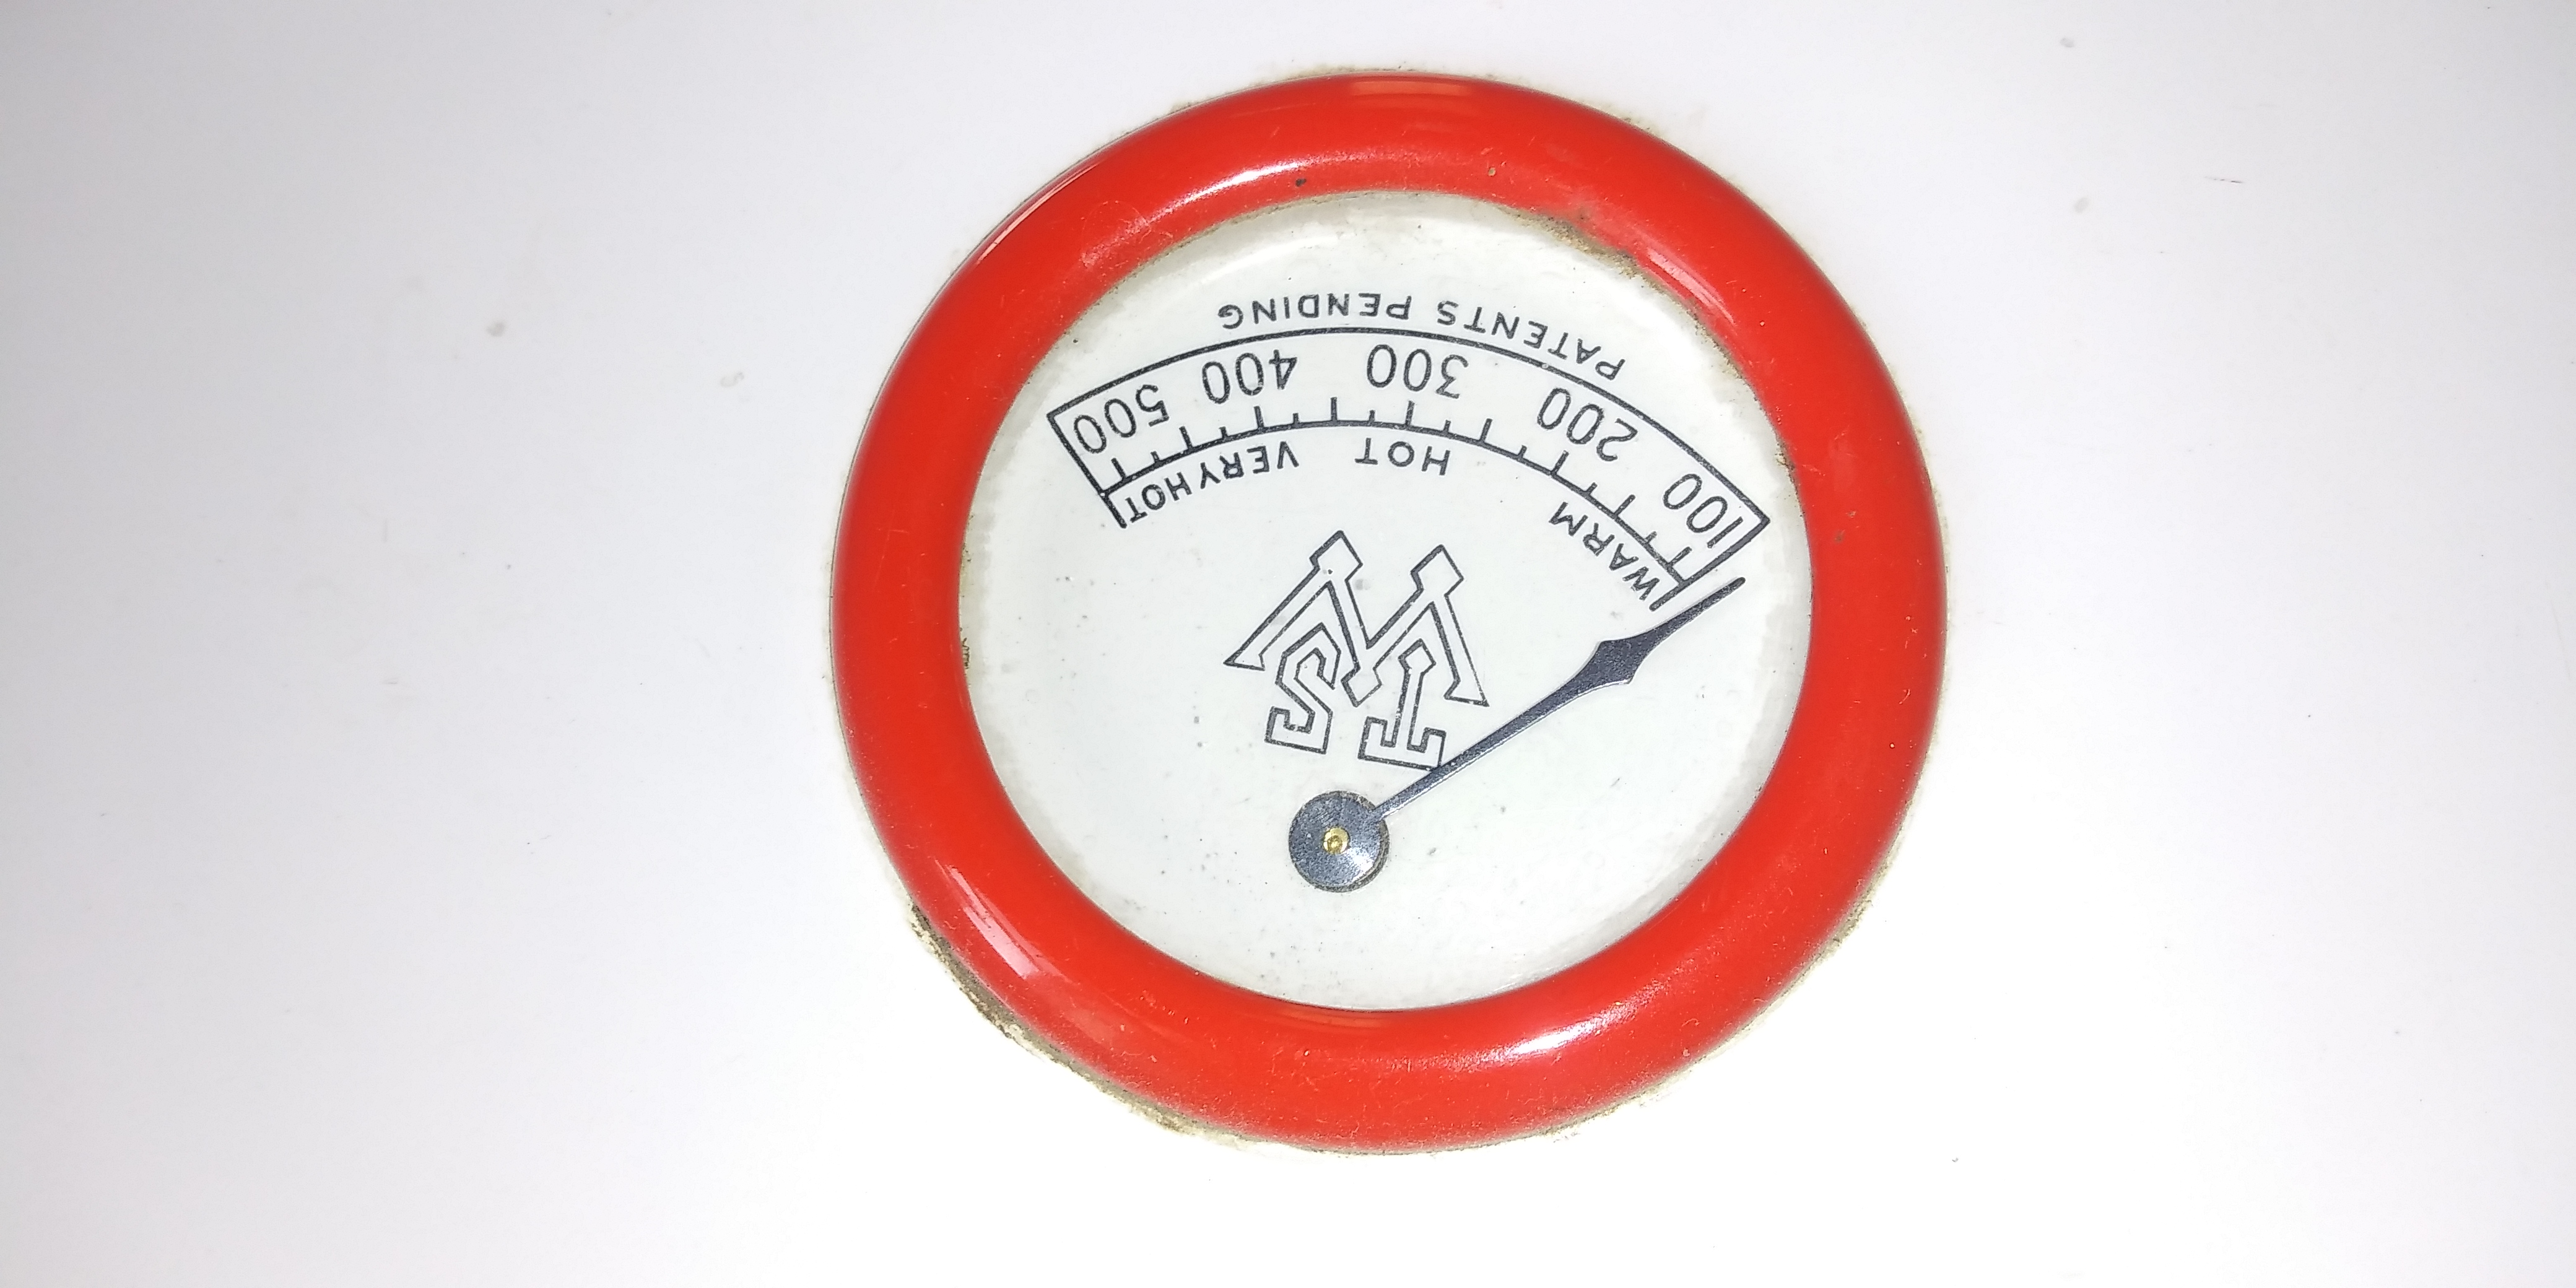 WARM HOT VERY HOT
100 200 300 400 500
PATENTS PENDING